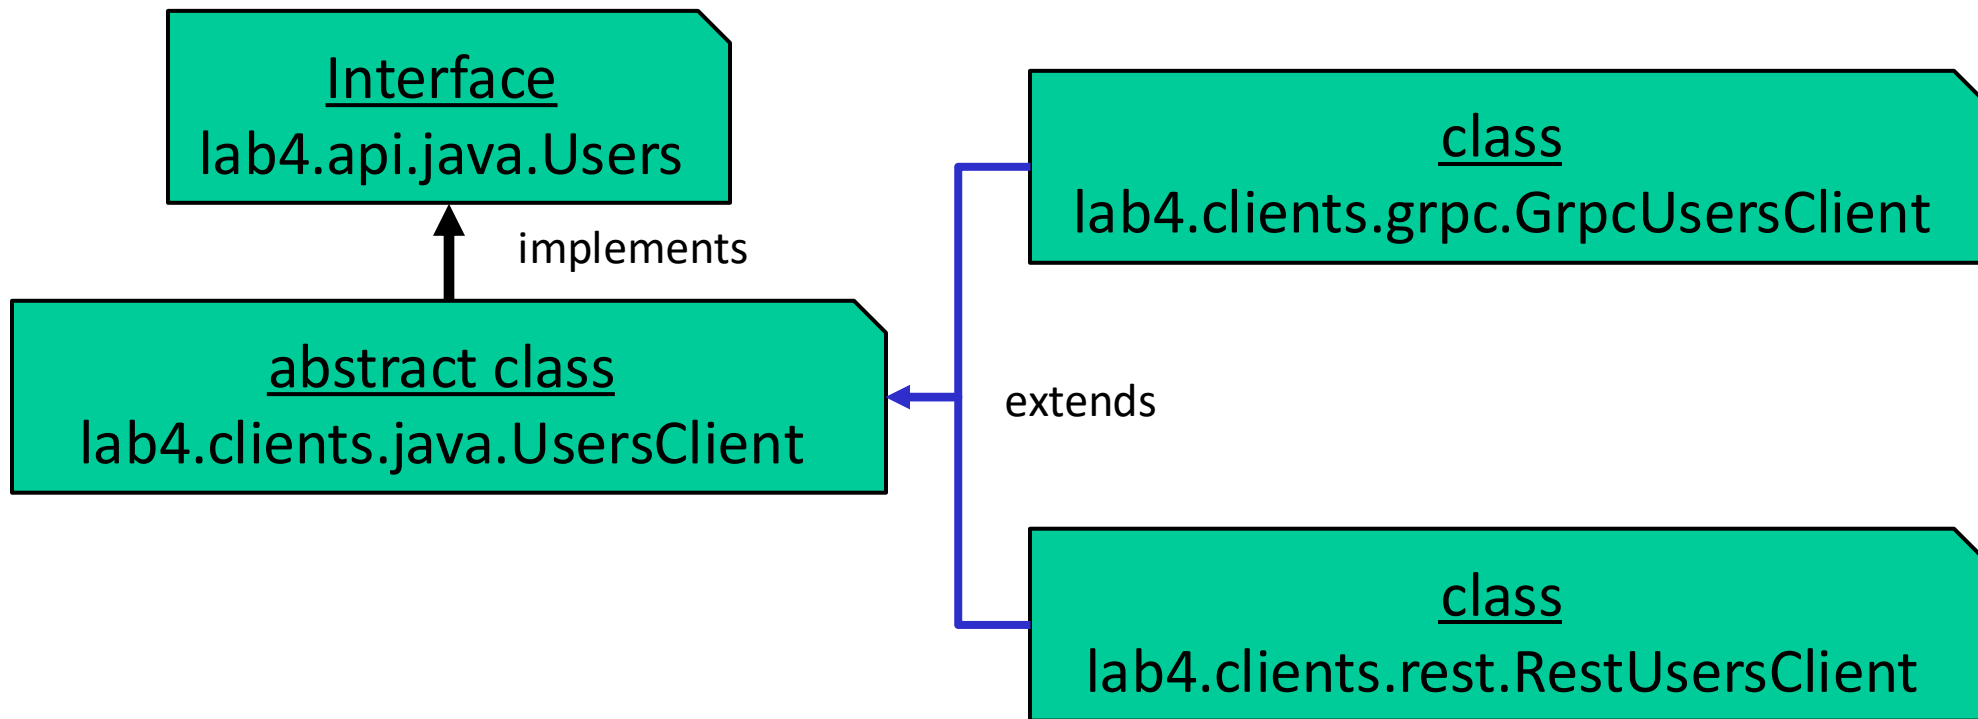 Interface
lab4.api.java.Users
implements
abstract class
lab4.clients.java.UsersClient
extends
class
lab4.clients.grpc.GrpcUsersClient
class
lab4.clients.rest.RestUsersClient